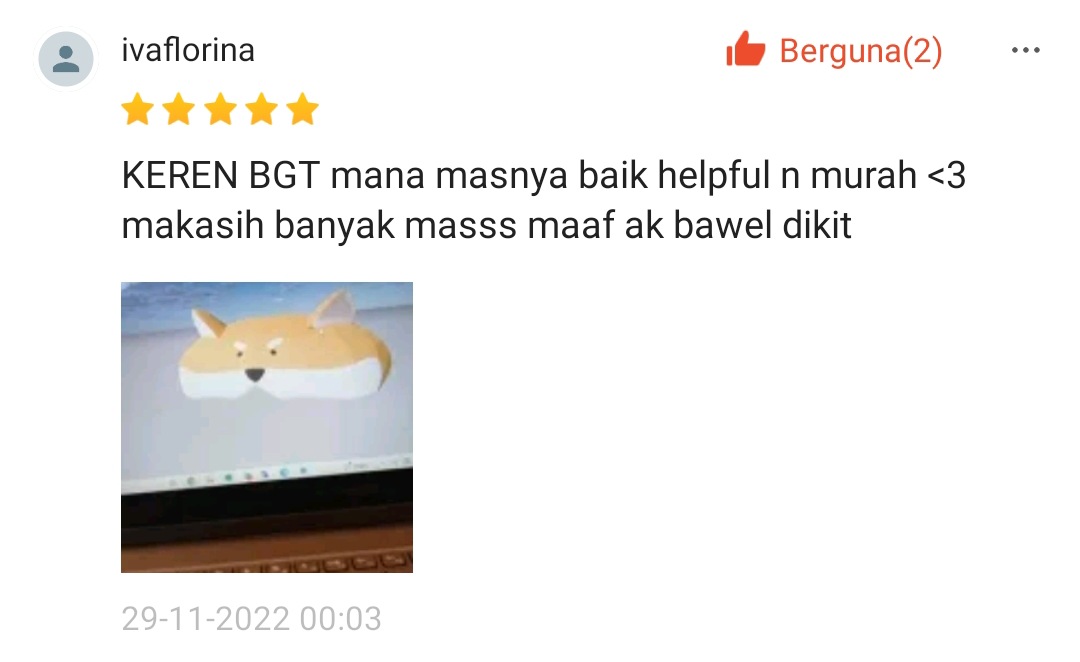 ivaflorina
Berguna(2)
KEREN BGT mana masnya baik helpful n murah <3
makasih banyak masss maaf ak bawel dikit
29-11-2022 00:03